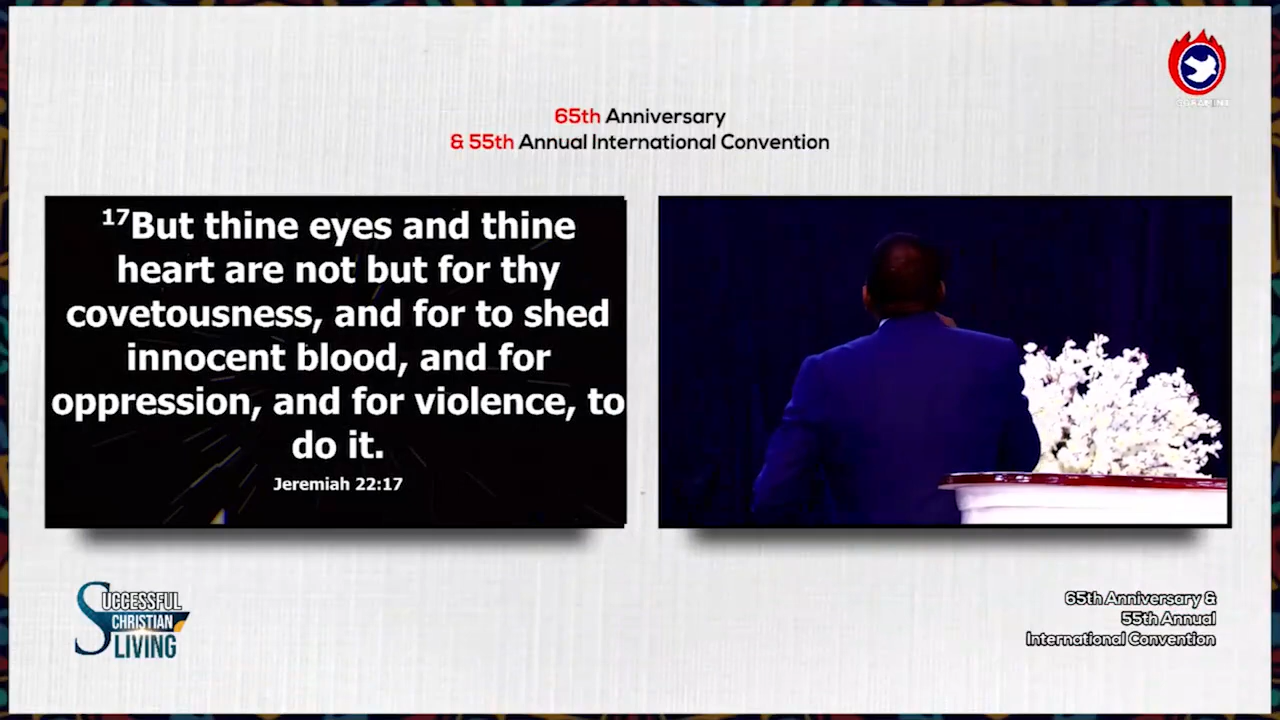 65th Anniversary
& 55th Annual International Convention
17But thine eyes and thine
heart are not but for thy
covetousness, and for to shed
innocent blood, and for
oppression, and for violence, to
do it.
Jeremiah 22:17
SUCCESSFUL
CHRISTIAN
LIVING
65th Anniversary &
55th Annual
International Convention